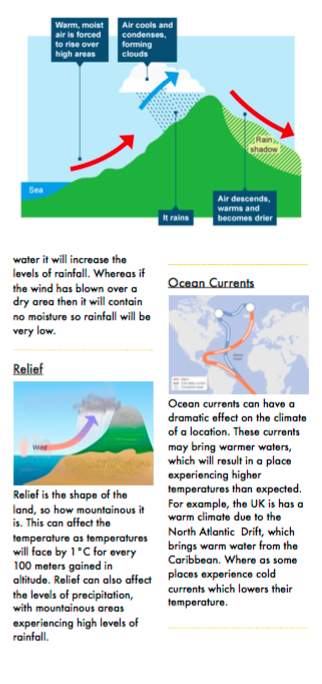 Warm, moist
air is forced
to rise over
high areas
Air cools and
condenses,
forming
clouds
Rain
shadow
Sea
It rains
Air descends,
warms and
becomes drier
water it will increase the
levels of rainfall. Whereas if
the wind has blown over a
dry area then it will contain
no moisture so rainfall will be
very low.
Relief
Wind
Relief is the shape of the
land, so how mountainous it
is. This can affect the
temperature as temperatures
will face by 1°C for every
100 meters gained in
altitude. Relief can also affect
the levels of precipitation,
with mountainous areas
experiencing high levels of
rainfall.
Ocean Currents
Ocean currents can have a
dramatic effect on the climate
of a location. These currents
may bring warmer waters,
which will result in a place
experiencing higher
temperatures than expected.
For example, the UK is has a
warm climate due to the
North Atlantic Drift, which
brings warm water from the
Caribbean. Where as some
places experience cold
currents which lowers their
temperature.